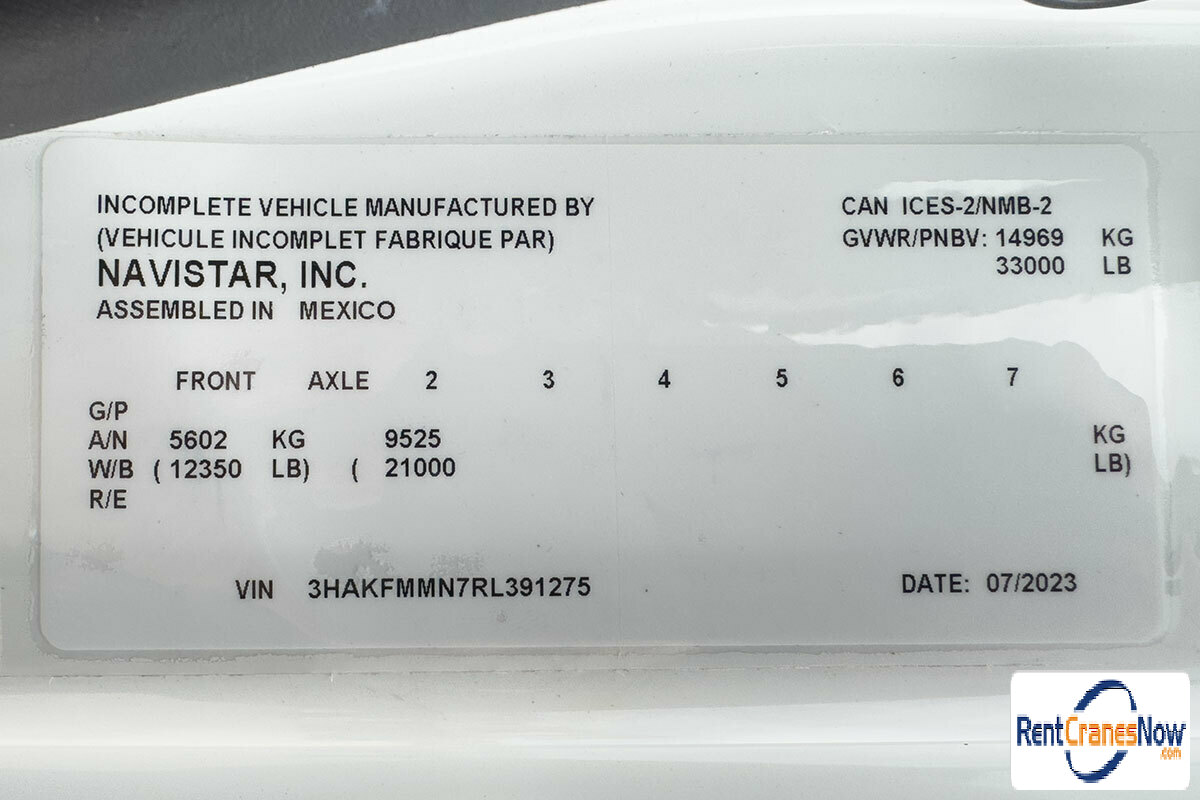 INCOMPLETE VEHICLE MANUFACTURED BY
(VEHICULE INCOMPLET FABRIQUE PAR)
NAVISTAR, INC.
ASSEMBLED IN MEXICO
CAN ICES-2/NMB-2
GVWR/PNBV: 14969 KG
33000 LB
FRONT AXLE 2 3 4 5 6 7
G/P
A/N 5602 KG 9525 KG
W/B ( 12350 LB) ( 21000 LB)
R/E
VIN 3HAKFMMN7RL391275
DATE: 07/2023
RentCranesNow
.com